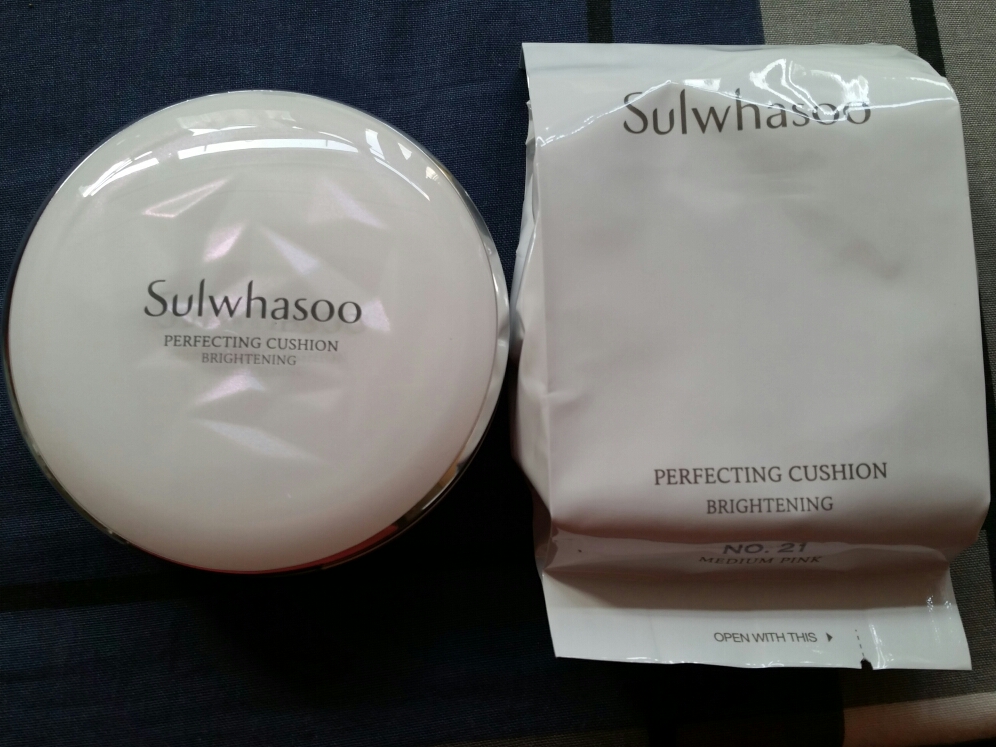 Sulwhasoo
PERFECTING CUSHION
BRIGHTENING
Sulwhasoo
PERFECTING CUSHION
BRIGHTENING
NO. 21
MEDIUM PINK
OPEN WITH THIS